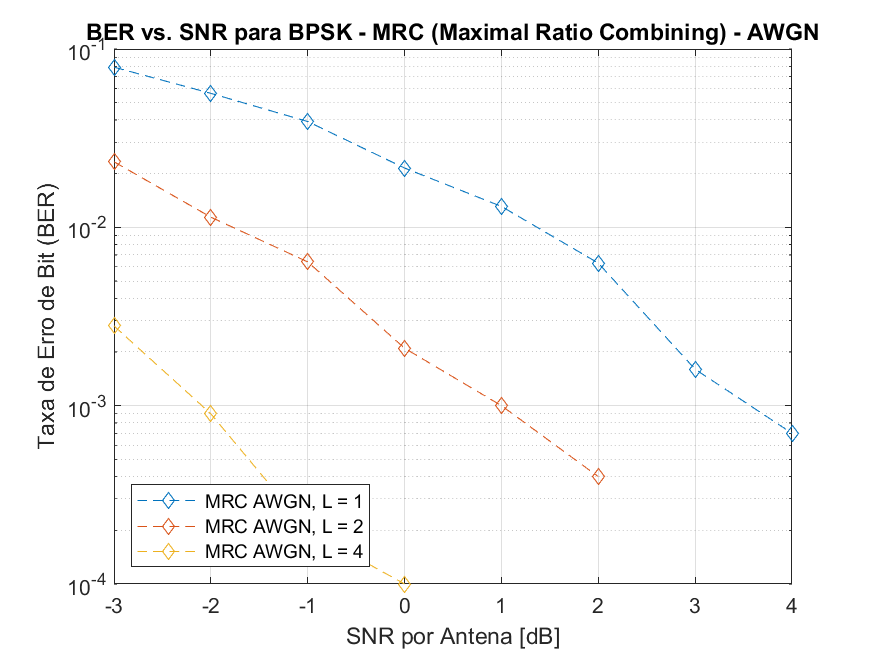 BER vs. SNR para BPSK - MRC (Maximal Ratio Combining) - AWGN
10^-1
10^-2
10^-3
10^-4
Taxa de Erro de Bit (BER)
MRC AWGN, L = 1
MRC AWGN, L = 2
MRC AWGN, L = 4
-3 -2 -1 0 1 2 3 4
SNR por Antena [dB]